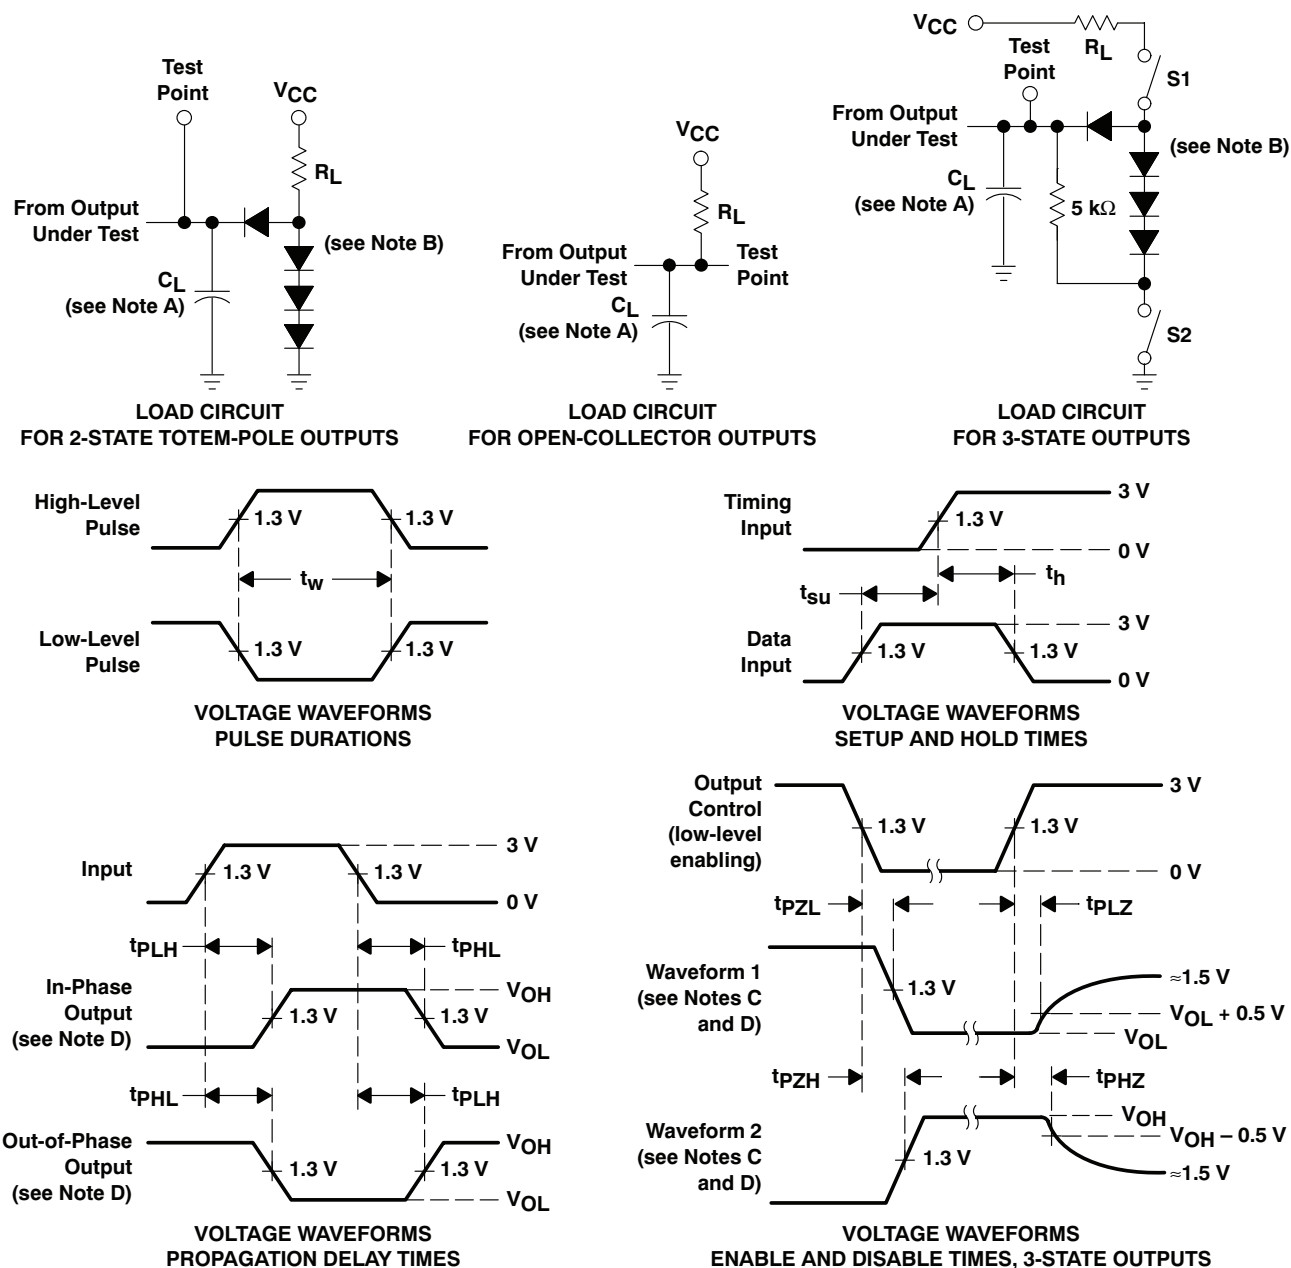 Test
Point
VCC
RL
From Output
Under Test
(see Note B)
CL
(see Note A)
LOAD CIRCUIT
FOR 2-STATE TOTEM-POLE OUTPUTS
VCC
RL
From Output
Under Test
Test
Point
CL
(see Note A)
LOAD CIRCUIT
FOR OPEN-COLLECTOR OUTPUTS
VCC
RL
Test
Point
S1
From Output
Under Test
(see Note B)
CL
(see Note A)
5 kΩ
S2
LOAD CIRCUIT
FOR 3-STATE OUTPUTS
High-Level
Pulse
1.3 V
1.3 V
tw
Low-Level
Pulse
1.3 V
1.3 V
VOLTAGE WAVEFORMS
PULSE DURATIONS
Timing
Input
3 V
1.3 V
0 V
th
tsu
Data
Input
3 V
1.3 V
1.3 V
0 V
VOLTAGE WAVEFORMS
SETUP AND HOLD TIMES
Input
3 V
1.3 V
1.3 V
0 V
tPLH
tPHL
In-Phase
Output
(see Note D)
VOH
1.3 V
1.3 V
VOL
tPHL
tPLH
Out-of-Phase
Output
(see Note D)
VOH
1.3 V
1.3 V
VOL
VOLTAGE WAVEFORMS
PROPAGATION DELAY TIMES
Output
Control
(low-level
enabling)
3 V
1.3 V
1.3 V
0 V
tPZL
tPLZ
Waveform 1
(see Notes C
and D)
1.3 V
≈1.5 V
VOL + 0.5 V
VOL
tPZH
tPHZ
Waveform 2
(see Notes C
and D)
1.3 V
VOH
VOH – 0.5 V
≈1.5 V
VOLTAGE WAVEFORMS
ENABLE AND DISABLE TIMES, 3-STATE OUTPUTS